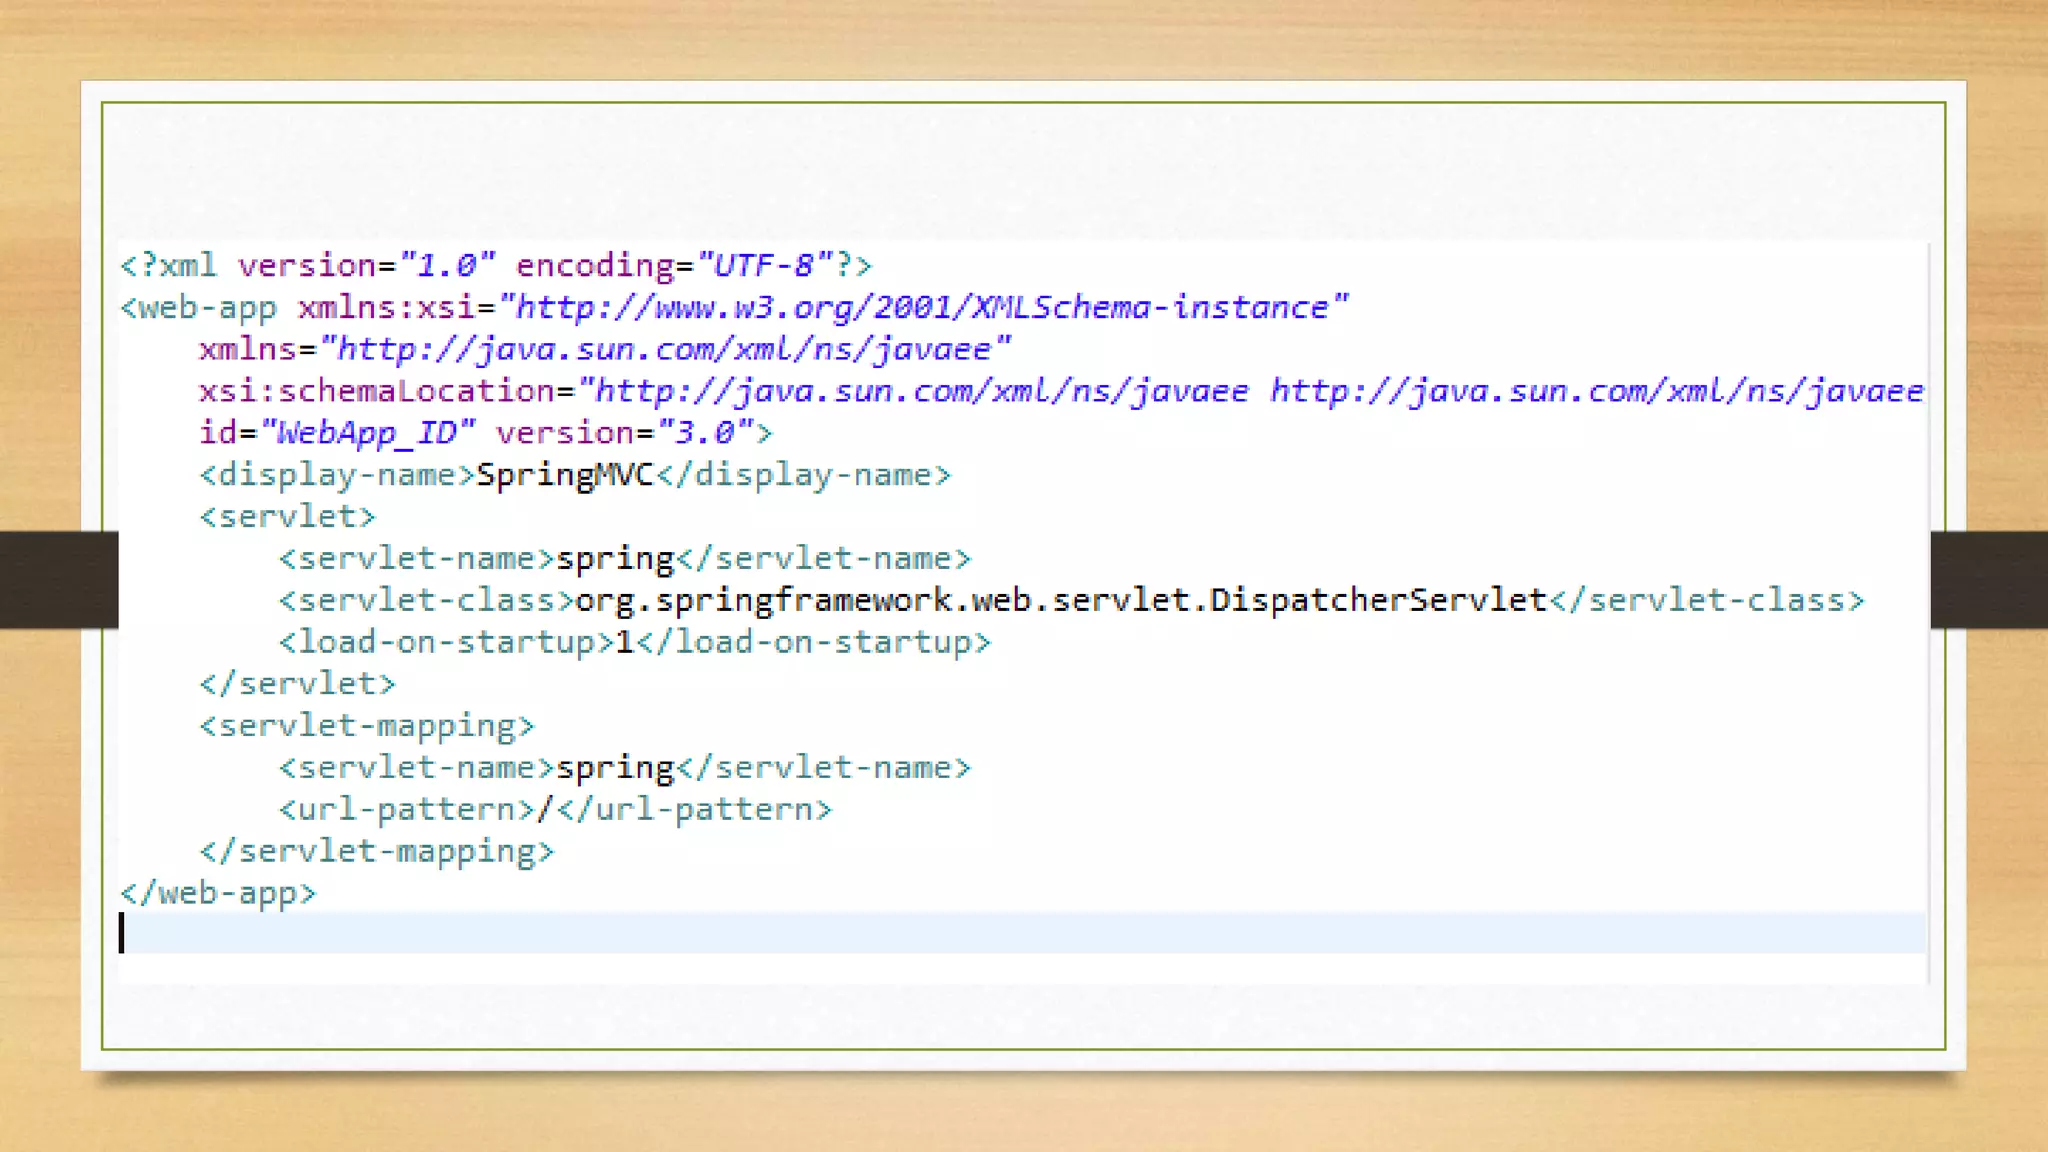 <?xml version="1.0" encoding="UTF-8"?>
<web-app xmlns:xsi="http://www.w3.org/2001/XMLSchema-instance"
xmlns="http://java.sun.com/xml/ns/javaee"
xsi:schemaLocation="http://java.sun.com/xml/ns/javaee http://java.sun.com/xml/ns/javaee
id="WebApp_ID" version="3.0">
<display-name>SpringMVC</display-name>
<servlet>
<servlet-name>spring</servlet-name>
<servlet-class>org.springframework.web.servlet.DispatcherServlet</servlet-class>
<load-on-startup>1</load-on-startup>
</servlet>
<servlet-mapping>
<servlet-name>spring</servlet-name>
<url-pattern>/</url-pattern>
</servlet-mapping>
</web-app>